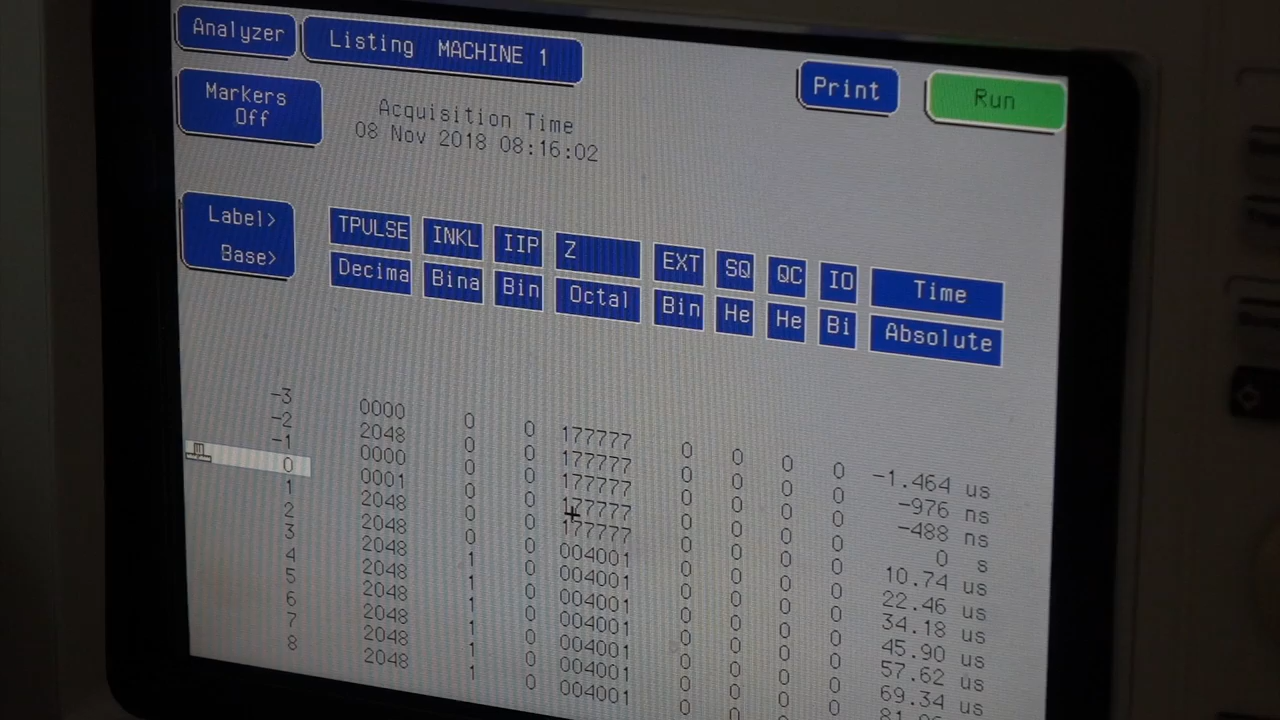 Analyzer Listing MACHINE 1 Print Run
Markers
Off
Acquisition Time
08 Nov 2018 08:16:02
Label> TPULSE INKL IIP Z EXT SQ QC IO Time
Base> Decima Bina Bin Octal Bin He He Bi Absolute
-3 0000 0 0 177777 0 0 0 0 -1.464 us
-2 2048 0 0 177777 0 0 0 0 -976 ns
-1 0000 0 0 177777 0 0 0 0 -488 ns
0 0001 0 0 177777 0 0 0 0 0 s
1 2048 0 0 177777 0 0 0 0 10.74 us
2 2048 0 0 004001 0 0 0 0 22.46 us
3 2048 1 0 004001 0 0 0 0 34.18 us
4 2048 1 0 004001 0 0 0 0 45.90 us
5 2048 1 0 004001 0 0 0 0 57.62 us
6 2048 1 0 004001 0 0 0 0 69.34 us
7 2048 1 0 004001 0 0 0 0
8 2048 1 0 004001 0